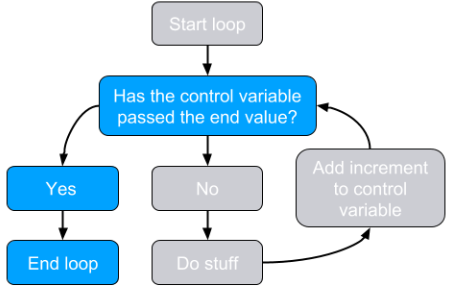 Start loop
Has the control variable
passed the end value?
Yes
No
Add increment
to control
variable
End loop
Do stuff